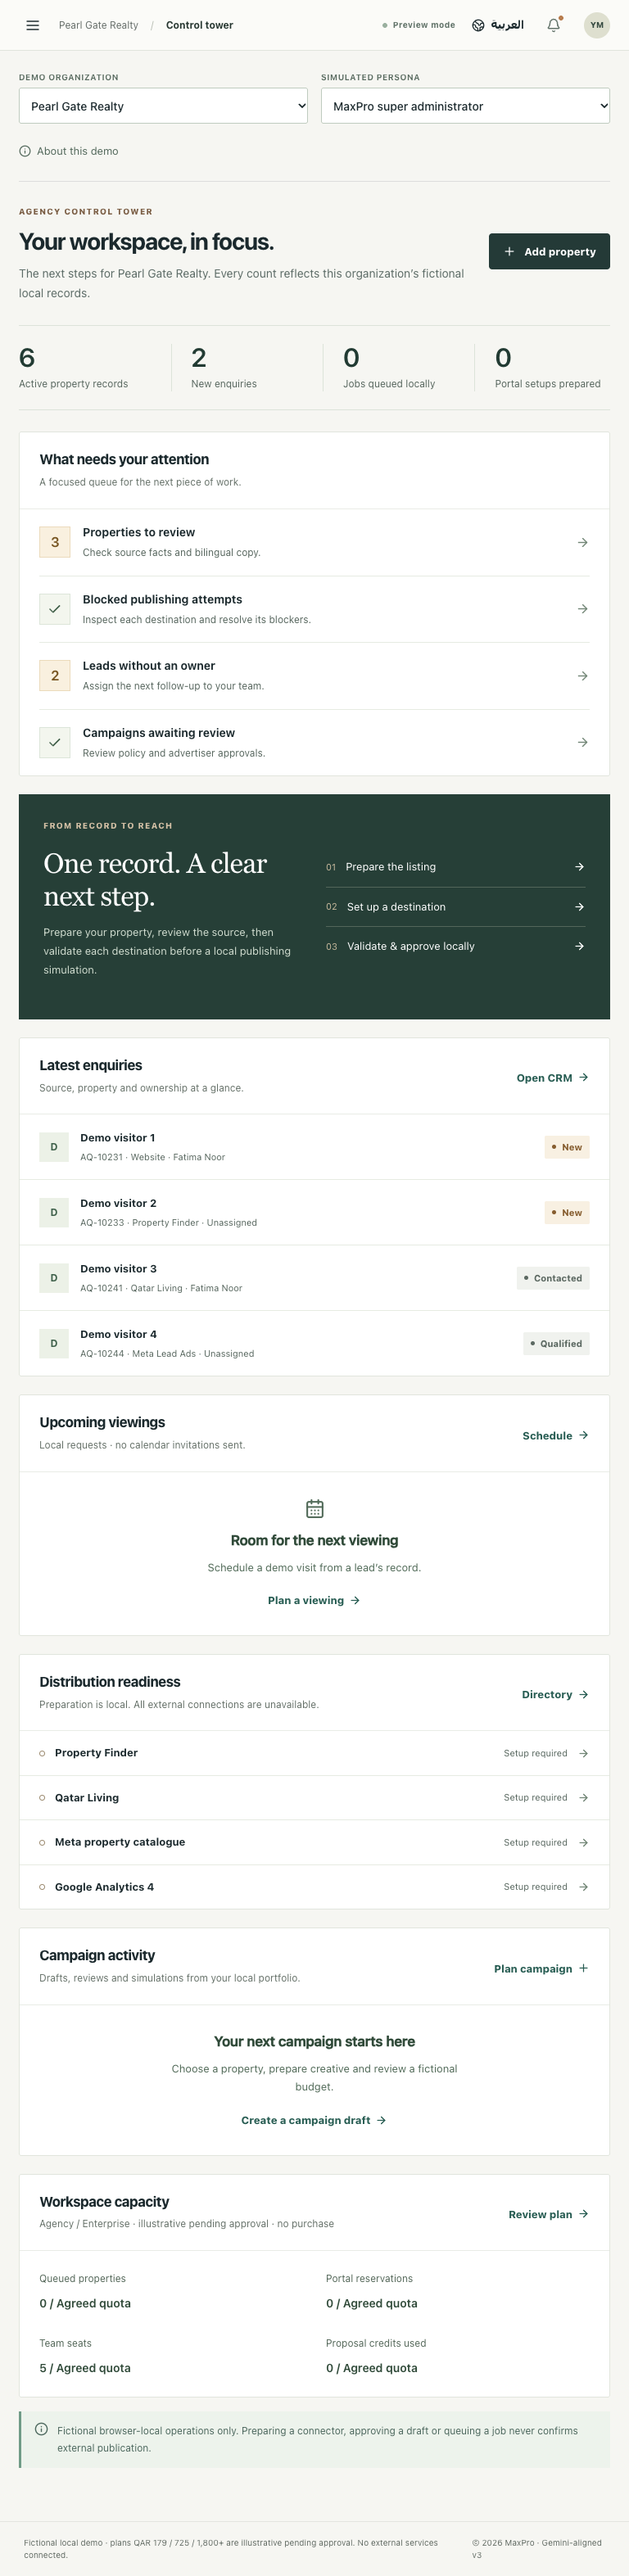 Pearl Gate Realty / Control tower
Preview mode
العربية
YM
DEMO ORGANIZATION
Pearl Gate Realty
SIMULATED PERSONA
MaxPro super administrator
About this demo
AGENCY CONTROL TOWER
Your workspace, in focus.
The next steps for Pearl Gate Realty. Every count reflects this organization's fictional
local records.
Add property
6
Active property records
2
New enquiries
0
Jobs queued locally
0
Portal setups prepared
What needs your attention
A focused queue for the next piece of work.
3
Properties to review
Check source facts and bilingual copy.
Blocked publishing attempts
Inspect each destination and resolve its blockers.
2
Leads without an owner
Assign the next follow-up to your team.
Campaigns awaiting review
Review policy and advertiser approvals.
FROM RECORD TO REACH
One record. A clear
next step.
Prepare your property, review the source, then
validate each destination before a local publishing
simulation.
01 Prepare the listing
02 Set up a destination
03 Validate & approve locally
Latest enquiries
Source, property and ownership at a glance.
Open CRM
D
Demo visitor 1
AQ-10231 · Website · Fatima Noor
New
D
Demo visitor 2
AQ-10233 · Property Finder · Unassigned
New
D
Demo visitor 3
AQ-10241 · Qatar Living · Fatima Noor
Contacted
D
Demo visitor 4
AQ-10244 · Meta Lead Ads · Unassigned
Qualified
Upcoming viewings
Local requests · no calendar invitations sent.
Schedule
Room for the next viewing
Schedule a demo visit from a lead's record.
Plan a viewing
Distribution readiness
Preparation is local. All external connections are unavailable.
Directory
Property Finder
Setup required
Qatar Living
Setup required
Meta property catalogue
Setup required
Google Analytics 4
Setup required
Campaign activity
Drafts, reviews and simulations from your local portfolio.
Plan campaign
Your next campaign starts here
Choose a property, prepare creative and review a fictional
budget.
Create a campaign draft
Workspace capacity
Agency / Enterprise · illustrative pending approval · no purchase
Review plan
Queued properties
0 / Agreed quota
Portal reservations
0 / Agreed quota
Team seats
5 / Agreed quota
Proposal credits used
0 / Agreed quota
Fictional browser-local operations only. Preparing a connector, approving a draft or queuing a job never confirms
external publication.
Fictional local demo · plans QAR 179 / 725 / 1,800+ are illustrative pending approval. No external services
connected.
© 2026 MaxPro · Gemini-aligned
v3